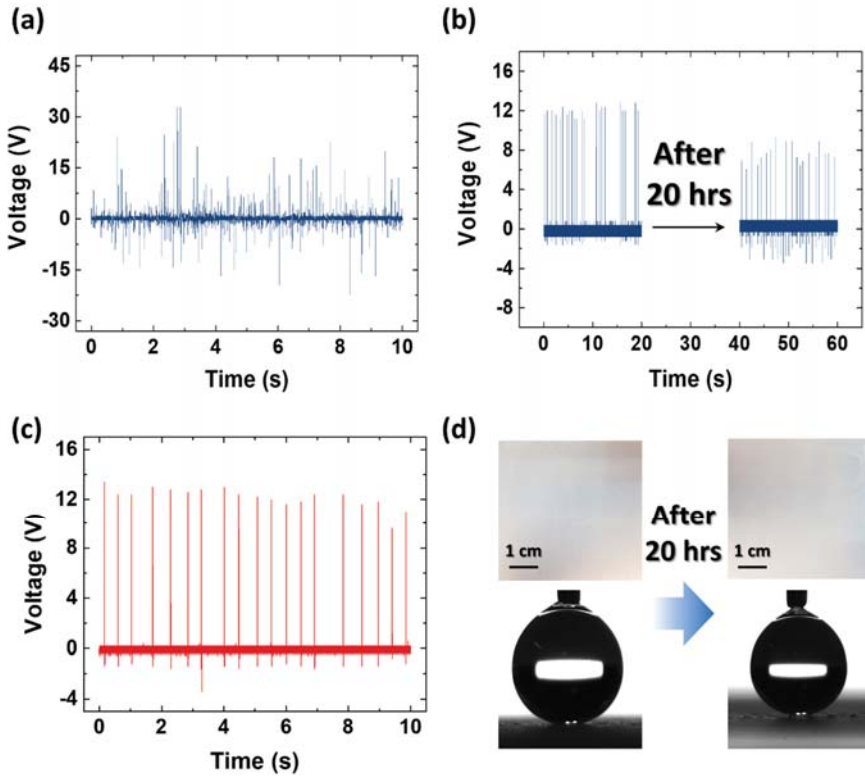 (a)
45
30
15
0
-15
-30
Voltage (V)
0 2 4 6 8 10
Time (s)
(b)
16
12
8
4
0
-4
-8
Voltage (V)
After
20 hrs
0 10 20 30 40 50 60
Time (s)
(c)
16
12
8
4
0
-4
Voltage (V)
0 2 4 6 8 10
Time (s)
(d)
1 cm
After
20 hrs
1 cm